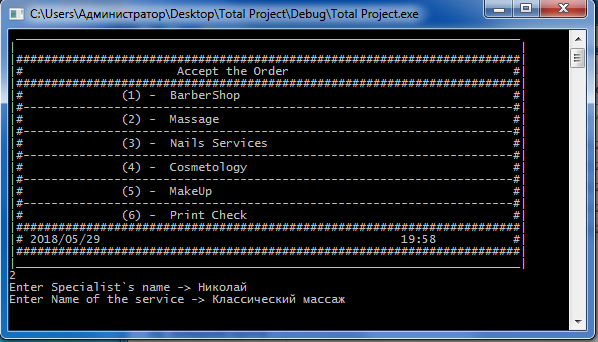 C:\Users\Администратор\Desktop\Total Project\Debug\Total Project.exe
Accept the Order
(1) - BarberShop
(2) - Massage
(3) - Nails Services
(4) - Cosmetology
(5) - MakeUp
(6) - Print Check
# 2018/05/29 19:58 #
2
Enter Specialist`s name -> Николай
Enter Name of the service -> Классический массаж